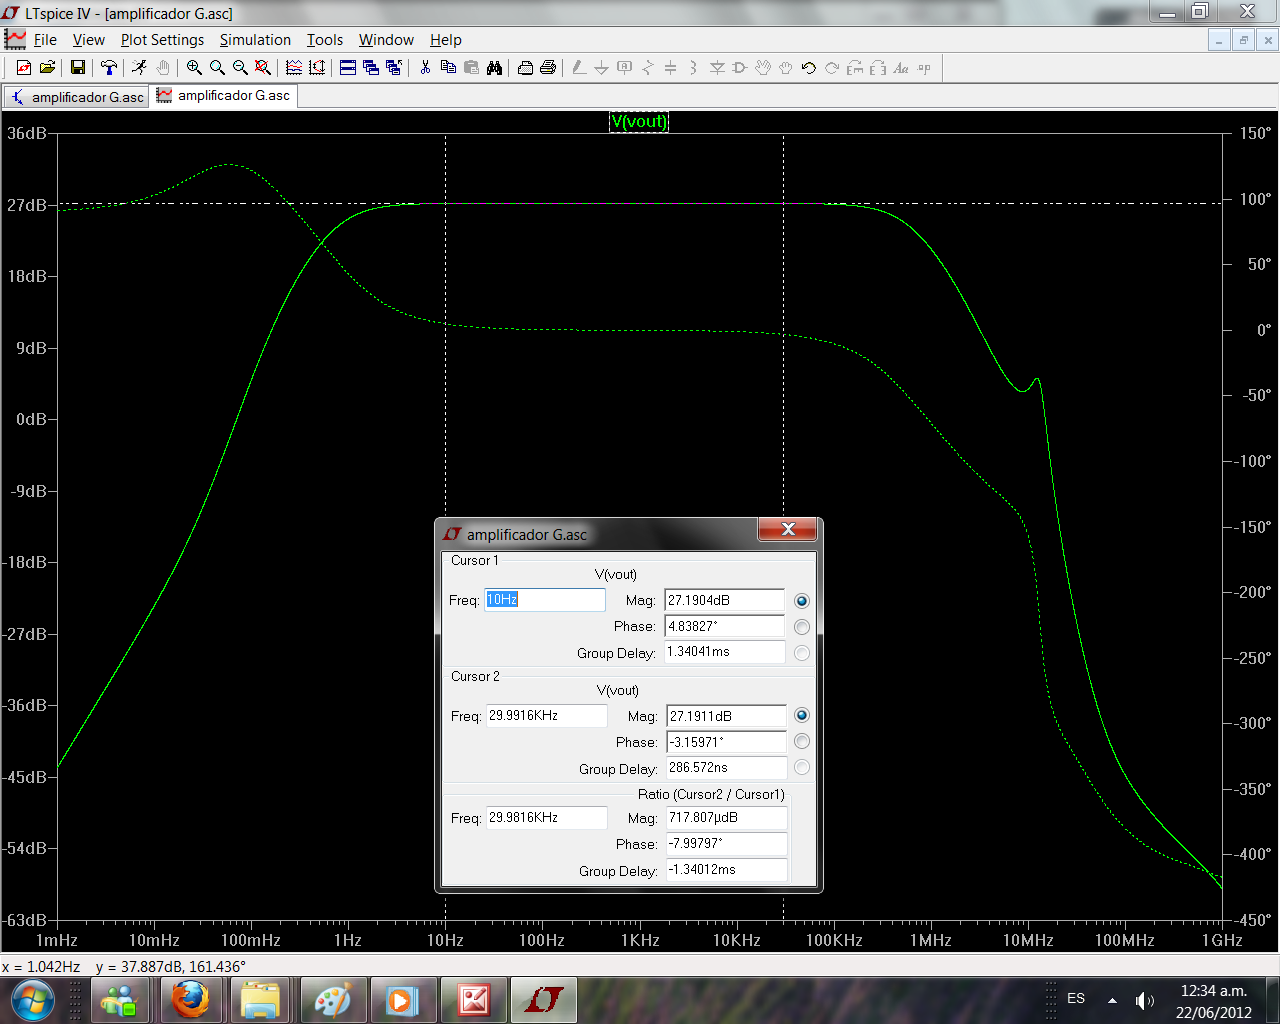 LTspice IV - [amplificador G.asc]
File View Plot Settings Simulation Tools Window Help
amplificador G.asc amplificador G.asc
V(vout)
36dB 150°
27dB 100°
18dB 50°
9dB 0°
0dB -50°
-9dB -100°
-18dB -150°
-27dB -200°
-36dB -250°
-45dB -300°
-54dB -350°
-63dB -400°
-450°
amplificador G.asc
Cursor 1
V(vout)
Freq: 10Hz Mag: 27.1904dB
Phase: 4.83827°
Group Delay: 1.34041ms
Cursor 2
V(vout)
Freq: 29.9916KHz Mag: 27.1911dB
Phase: -3.15971°
Group Delay: 286.572ns
Ratio (Cursor2 / Cursor1)
Freq: 29.9816KHz Mag: 717.807µdB
Phase: -7.99797°
Group Delay: -1.34012ms
1mHz 10mHz 100mHz 1Hz 10Hz 100Hz 1KHz 10KHz 100KHz 1MHz 10MHz 100MHz 1GHz
x = 1.042Hz y = 37.887dB, 161.436°
ES 12:34 a.m.
22/06/2012